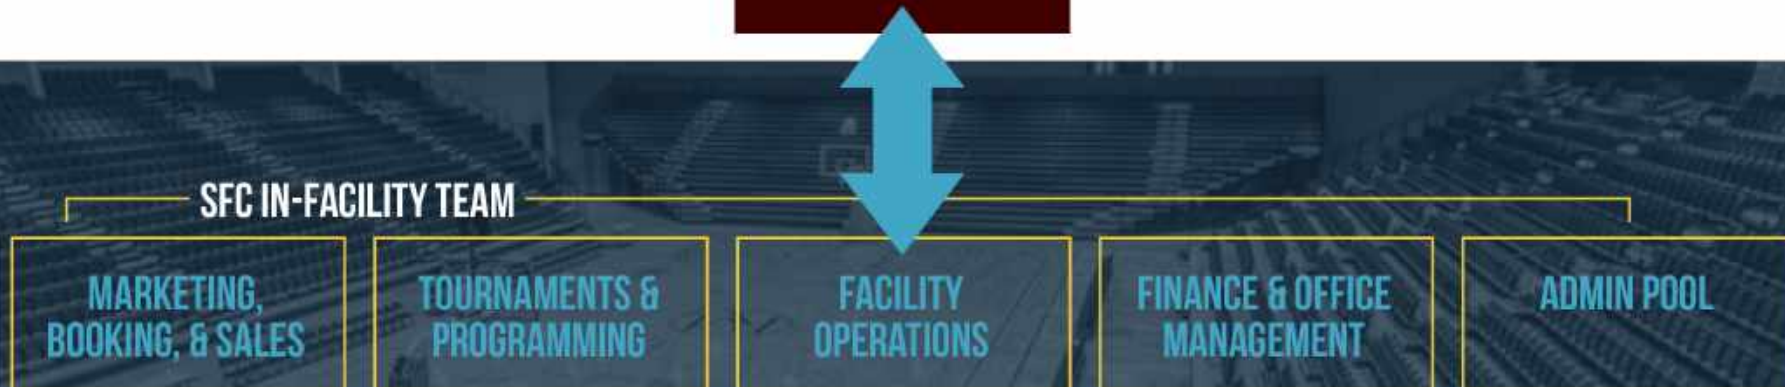 SFC IN-FACILITY TEAM
MARKETING,
BOOKING, & SALES
TOURNAMENTS &
PROGRAMMING
FACILITY
OPERATIONS
FINANCE & OFFICE
MANAGEMENT
ADMIN POOL